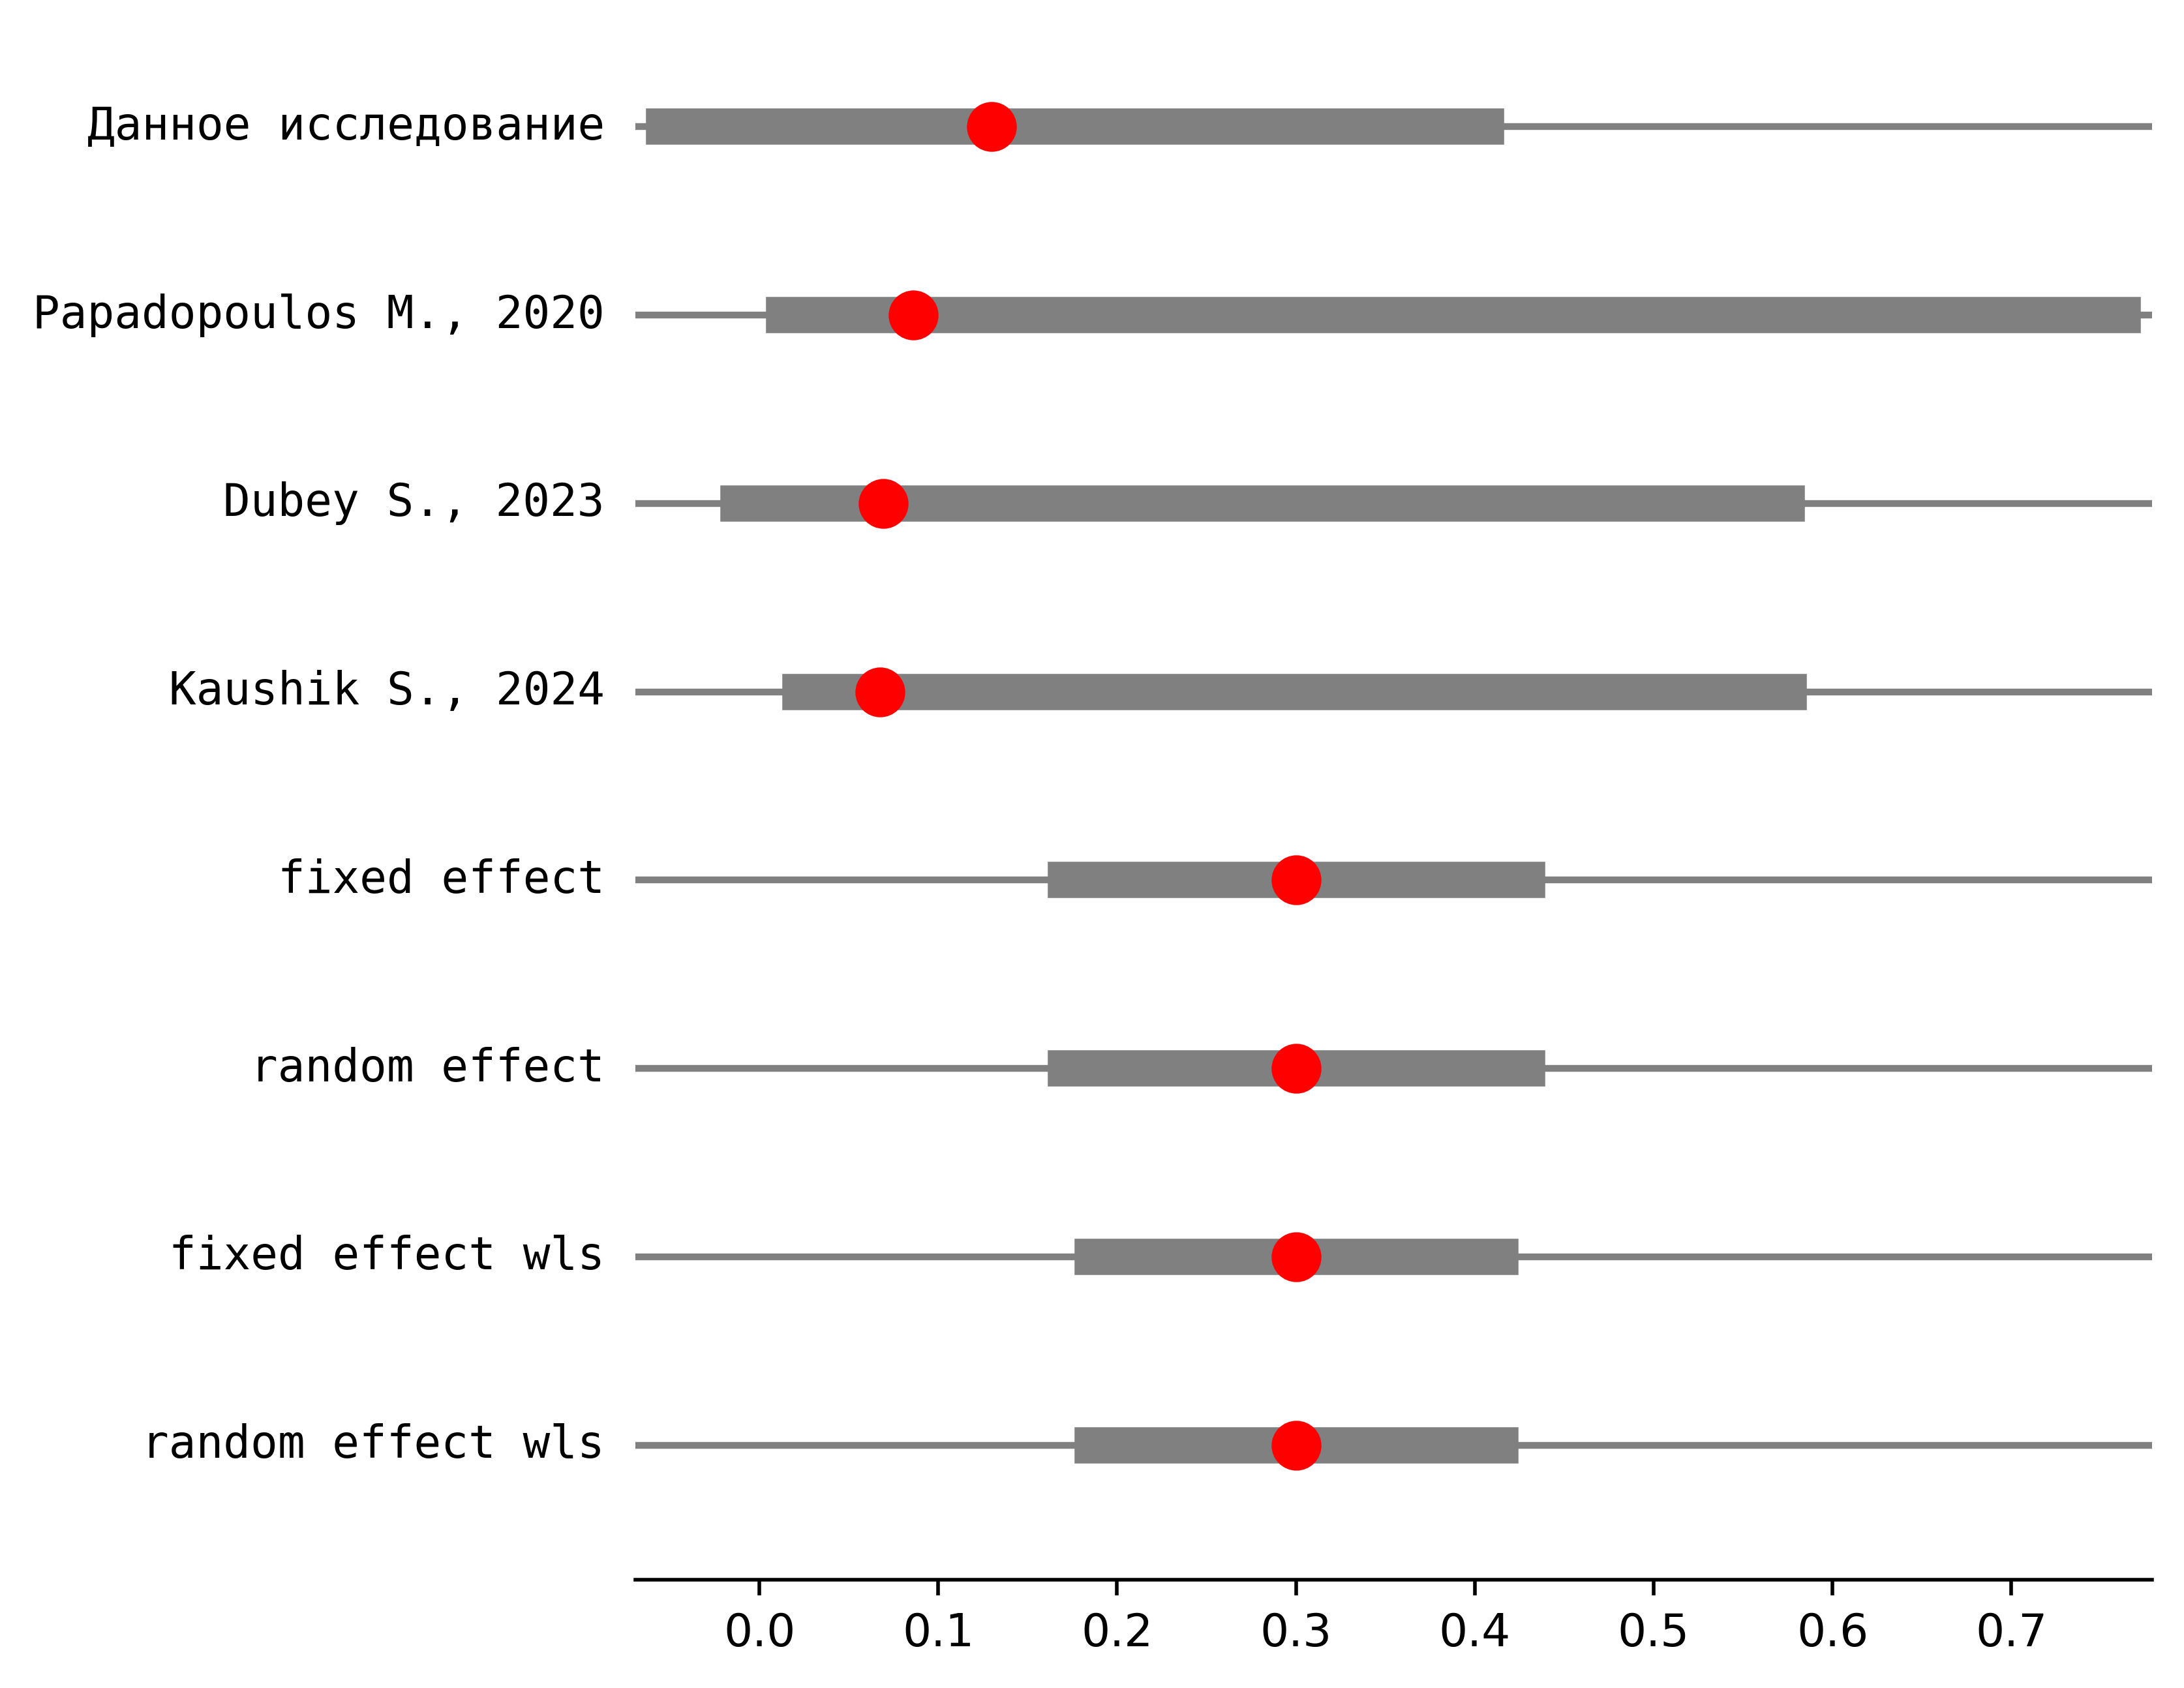 Данное исследование
Papadopoulos M., 2020
Dubey S., 2023
Kaushik S., 2024
fixed effect
random effect
fixed effect wls
random effect wls
0.0 0.1 0.2 0.3 0.4 0.5 0.6 0.7